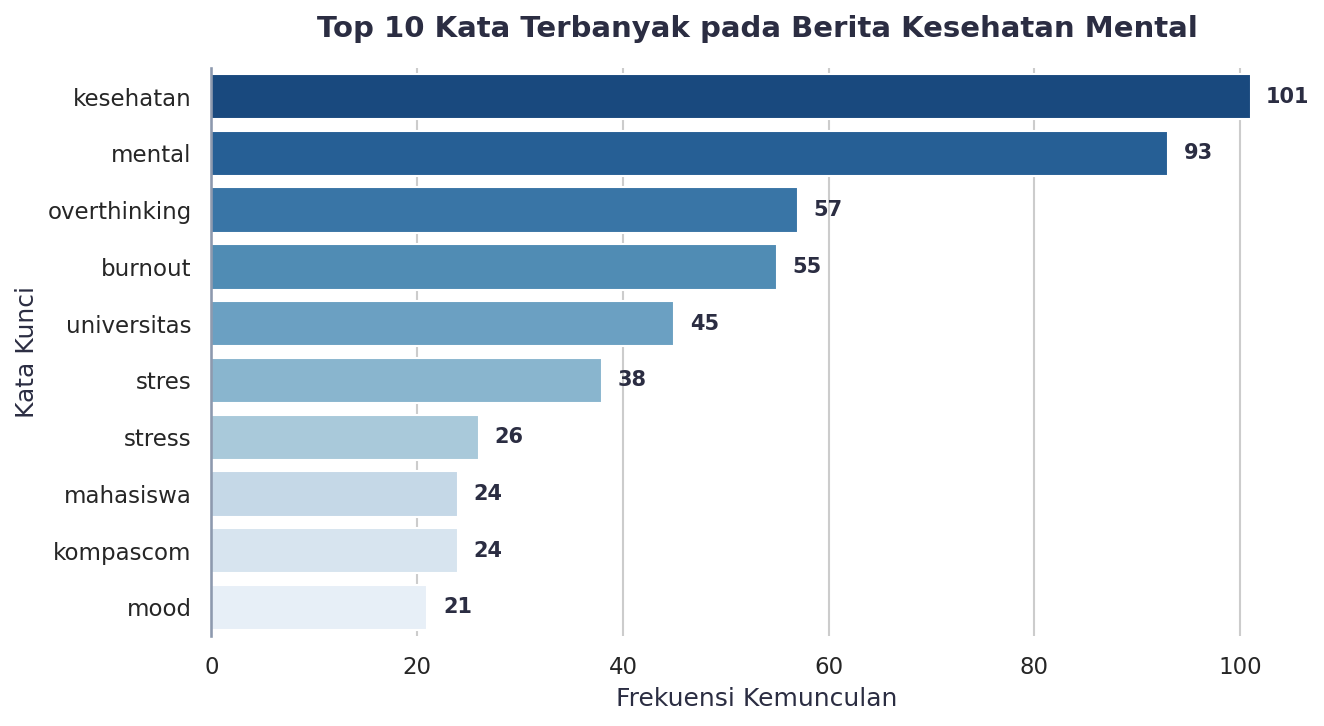 Top 10 Kata Terbanyak pada Berita Kesehatan Mental
Kata Kunci
kesehatan 101
mental 93
overthinking 57
burnout 55
universitas 45
stres 38
stress 26
mahasiswa 24
kompascom 24
mood 21
0 20 40 60 80 100
Frekuensi Kemunculan